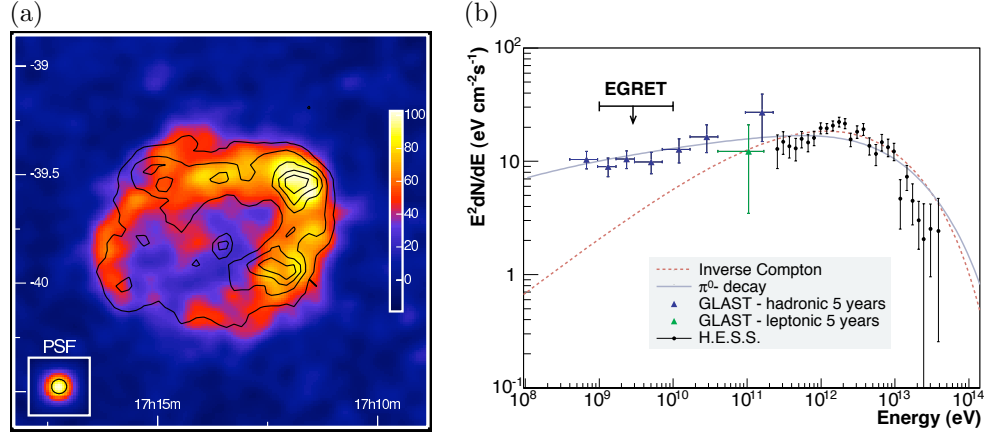 (a)
-39
-39.5
-40
100
80
60
40
20
0
PSF
17h15m
17h10m
(b)
E²dN/dE (eV cm⁻²s⁻¹)
10²
10
1
10⁻¹
EGRET
Inverse Compton
π⁰- decay
GLAST - hadronic 5 years
GLAST - leptonic 5 years
H.E.S.S.
10⁸ 10⁹ 10¹⁰ 10¹¹ 10¹² 10¹³ 10¹⁴
Energy (eV)